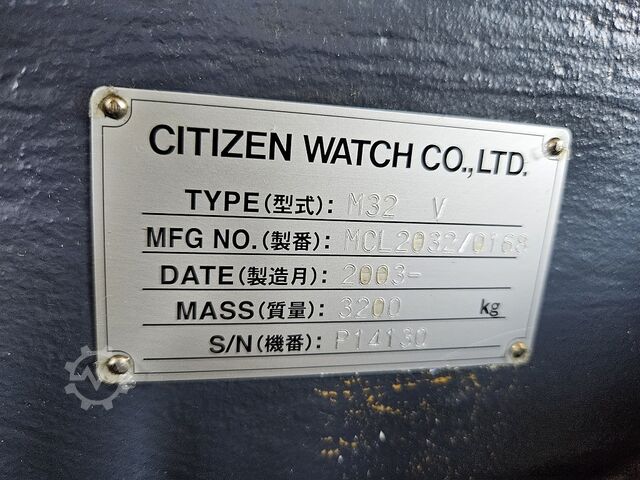 CITIZEN WATCH CO.,LTD.
TYPE(型式): M32 V
MFG NO.(製番): MCL2032/0168
DATE(製造月): 2003-
MASS(質量): 3200 kg
S/N(機番): P14130